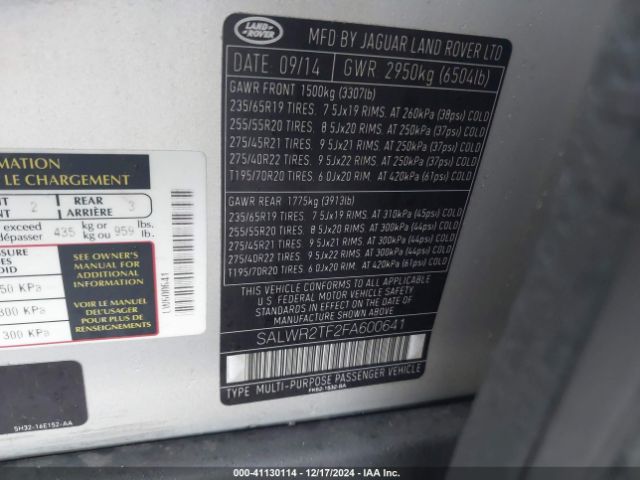 LAND ROVER
MFD BY JAGUAR LAND ROVER LTD
DATE 09/14 GWR 2950kg (6504lb)
GAWR FRONT 1500kg (3307lb)
235/65R19 TIRES. 7 5Jx19 RIMS. AT 260kPa (38psi) COLD
255/55R20 TIRES. 8 5Jx20 RIMS. AT 250kPa (37psi) COLD
275/45R21 TIRES. 9 5Jx21 RIMS. AT 250kPa (37psi) COLD
275/40R22 TIRES. 9 5Jx22 RIMS. AT 250kPa (37psi) COLD
T195/70R20 TIRES. 6 0Jx20 RIM. AT 420kPa (61psi) COLD
GAWR REAR 1775kg (3913lb)
235/65R19 TIRES. 7 5Jx19 RIMS. AT 310kPa (45psi) COLD
255/55R20 TIRES. 8 5Jx20 RIMS. AT 300kPa (44psi) COLD
275/45R21 TIRES. 9 5Jx21 RIMS. AT 300kPa (44psi) COLD
275/40R22 TIRES. 9 5Jx22 RIMS. AT 300kPa (44psi) COLD
T195/70R20 TIRES. 6 0Jx20 RIM. AT 420kPa (61psi) COLD
THIS VEHICLE CONFORMS TO ALL APPLICABLE
U.S. FEDERAL MOTOR VEHICLE SAFETY
STANDARDS IN EFFECT ON THE DATE OF
MANUFACTURE SHOWN ABOVE
SALWR2TF2FA600641
TYPE MULTI-PURPOSE PASSENGER VEHICLE
MATION
LE CHARGEMENT
2 REAR ARRIÈRE 3
exceed 435 kg or 959 lbs.
dépasser kg ou lb.
SEE OWNER'S
MANUAL FOR
ADDITIONAL
INFORMATION
VOIR LE MANUEL
DE L'USAGER
POUR PLUS DE
RENSEIGNEMENTS
50 KPa
300 KPa
300 KPa
5H32-16E152-AA
000-41130114 - 12/17/2024 - IAA Inc.